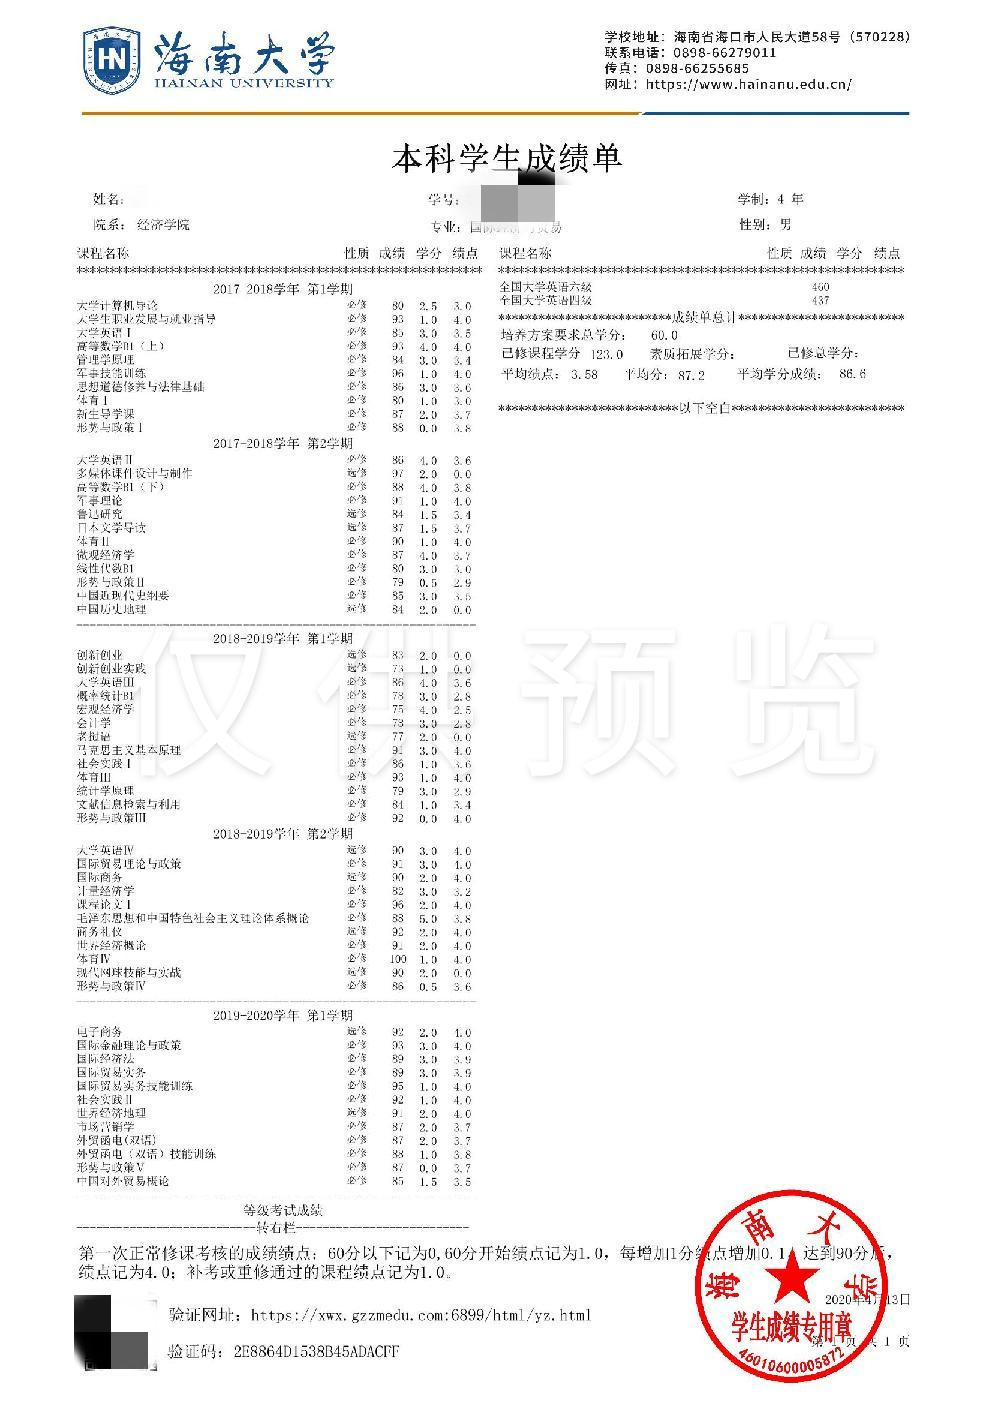 海南大学
HAINAN UNIVERSITY
学校地址：海南省海口市人民大道58号（570228）
联系电话：0898-66279011
传真：0898-66255685
网址：https://www.hainanu.edu.cn/
本科学生成绩单
姓名： 学号： 学制：4 年
院系： 经济学院 专业： 性别：男
课程名称 性质 成绩 学分 绩点
2017-2018学年 第1学期
大学计算机导论 必修 80 2.5 3.0
大学生职业发展与就业指导 必修 93 1.0 4.0
大学英语Ⅰ 必修 85 3.0 3.5
高等数学B1（上） 必修 93 4.0 4.0
管理学原理 必修 84 3.0 3.4
军事技能训练 必修 96 1.0 4.0
思想道德修养与法律基础 必修 86 3.0 3.6
体育Ⅰ 必修 80 1.0 3.0
新生导学课 必修 87 2.0 3.7
形势与政策Ⅰ 必修 88 0.0 3.8
2017-2018学年 第2学期
大学英语Ⅱ 必修 86 4.0 3.6
多媒体课件设计与制作 选修 97 2.0 0.0
高等数学B1（下） 必修 88 4.0 3.8
军事理论 必修 91 1.0 4.0
鲁迅研究 选修 84 1.5 3.4
日本文学导读 选修 87 1.5 3.7
体育Ⅱ 必修 90 1.0 4.0
微观经济学 必修 87 4.0 3.7
线性代数B1 必修 80 3.0 3.0
形势与政策Ⅱ 必修 79 0.5 2.9
中国近现代史纲要 必修 85 3.0 3.5
中国历史地理 选修 84 2.0 0.0
2018-2019学年 第1学期
创新创业 选修 83 2.0 0.0
创新创业实践 选修 73 1.0 0.0
大学英语Ⅲ 必修 86 4.0 3.6
概率统计B1 必修 78 3.0 2.8
宏观经济学 必修 75 4.0 2.5
会计学 必修 78 3.0 2.8
老挝语 选修 77 2.0 0.0
马克思主义基本原理 必修 91 3.0 4.0
社会实践Ⅰ 必修 86 1.0 3.6
体育Ⅲ 必修 93 1.0 4.0
统计学原理 必修 79 3.0 2.9
文献信息检索与利用 必修 84 1.0 3.4
形势与政策Ⅲ 必修 92 0.0 4.0
2018-2019学年 第2学期
大学英语Ⅳ 选修 90 3.0 4.0
国际贸易理论与政策 必修 91 3.0 4.0
国际商务 选修 90 2.0 4.0
计量经济学 必修 82 3.0 3.2
课程论文Ⅰ 必修 96 2.0 4.0
毛泽东思想和中国特色社会主义理论体系概论 必修 88 5.0 3.8
商务礼仪 选修 92 2.0 4.0
世界经济概论 必修 91 2.0 4.0
体育Ⅳ 必修 100 1.0 4.0
现代网球技能与实战 选修 90 2.0 0.0
形势与政策Ⅳ 必修 86 0.5 3.6
2019-2020学年 第1学期
电子商务 选修 92 2.0 4.0
国际金融理论与政策 必修 93 3.0 4.0
国际经济法 必修 89 3.0 3.9
国际贸易实务 必修 89 3.0 3.9
国际贸易实务技能训练 必修 95 1.0 4.0
社会实践Ⅱ 必修 92 1.0 4.0
世界经济地理 选修 91 2.0 4.0
市场营销学 必修 87 2.0 3.7
外贸函电(双语) 必修 87 2.0 3.7
外贸函电（双语）技能训练 必修 88 1.0 3.8
形势与政策Ⅴ 必修 87 0.0 3.7
中国对外贸易概论 必修 85 1.5 3.5
等级考试成绩
转右栏
课程名称 性质 成绩 学分 绩点
全国大学英语六级 460
全国大学英语四级 437
成绩单总计
培养方案要求总学分： 60.0
已修课程学分 123.0 素质拓展学分： 已修总学分：
平均绩点：3.58 平均分：87.2 平均学分成绩： 86.6
以下空白
仅供预览
第一次正常修课考核的成绩绩点：60分以下记为0,60分开始绩点记为1.0，每增加1分绩点增加0.1，达到90分后，
绩点记为4.0；补考或重修通过的课程绩点记为1.0。
验证网址：https://xwx.gzzmedu.com:6899/html/yz.html
验证码：2E8864D1538B45ADACFF
2020年4月13日
第 1 页 共 1 页
海南大学
学生成绩专用章
46010600005872